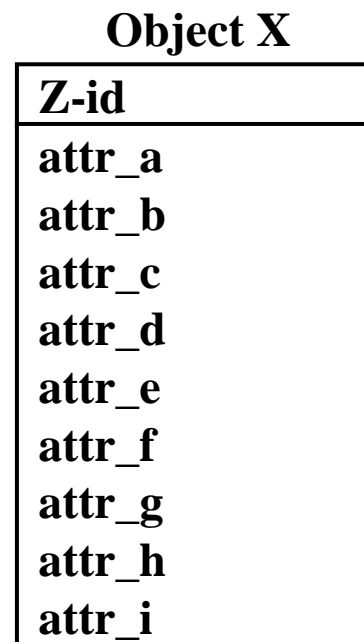 Object X
Z-id
attr_a
attr_b
attr_c
attr_d
attr_e
attr_f
attr_g
attr_h
attr_i